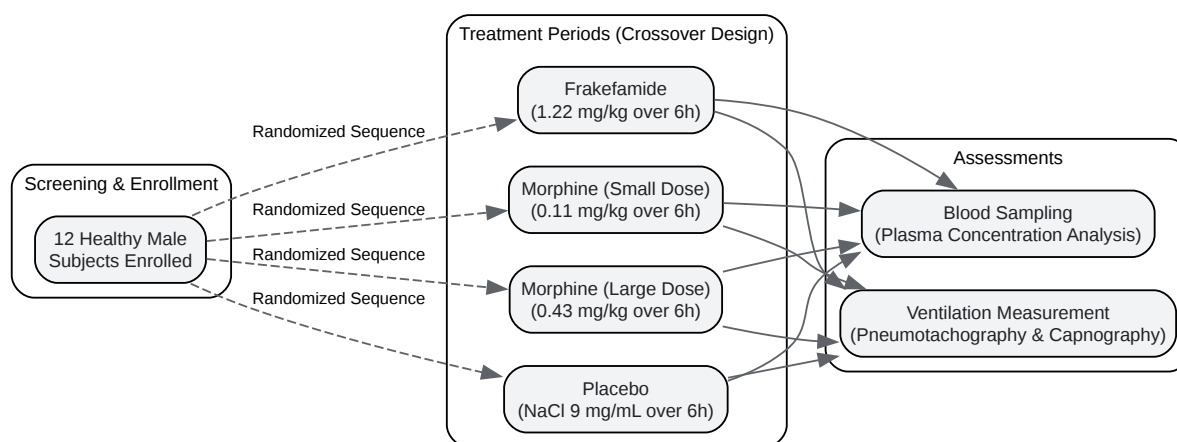 Screening & Enrollment
12 Healthy Male
Subjects Enrolled
Randomized Sequence
Randomized Sequence
Randomized Sequence
Randomized Sequence
Treatment Periods (Crossover Design)
Frakefamide
(1.22 mg/kg over 6h)
Morphine (Small Dose)
(0.11 mg/kg over 6h)
Morphine (Large Dose)
(0.43 mg/kg over 6h)
Placebo
(NaCl 9 mg/mL over 6h)
Assessments
Blood Sampling
(Plasma Concentration Analysis)
Ventilation Measurement
(Pneumotachography & Capnography)